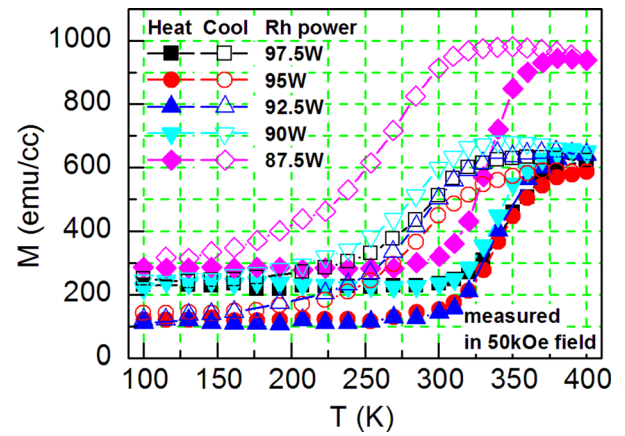 Heat Cool Rh power
97.5W
95W
92.5W
90W
87.5W
1000
800
600
400
200
0
M (emu/cc)
measured
in 50kOe field
100 150 200 250 300 350 400
T (K)